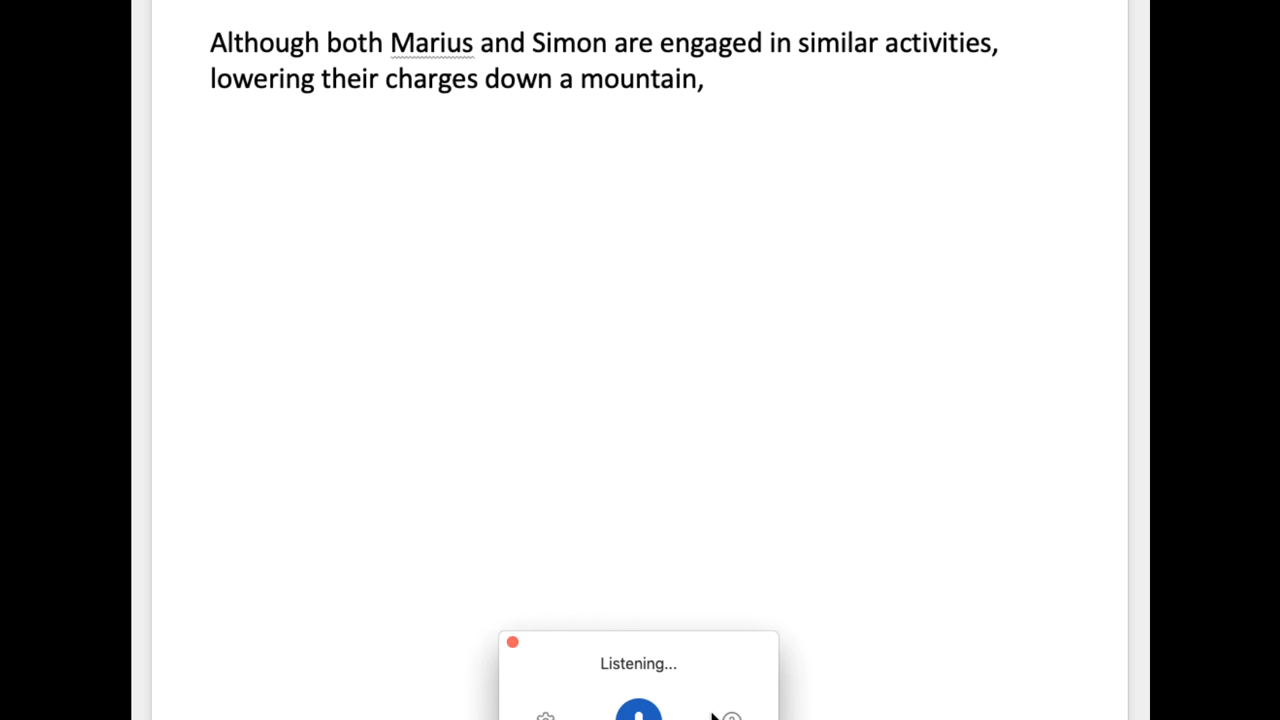 Although both Marius and Simon are engaged in similar activities,
lowering their charges down a mountain,
Listening...